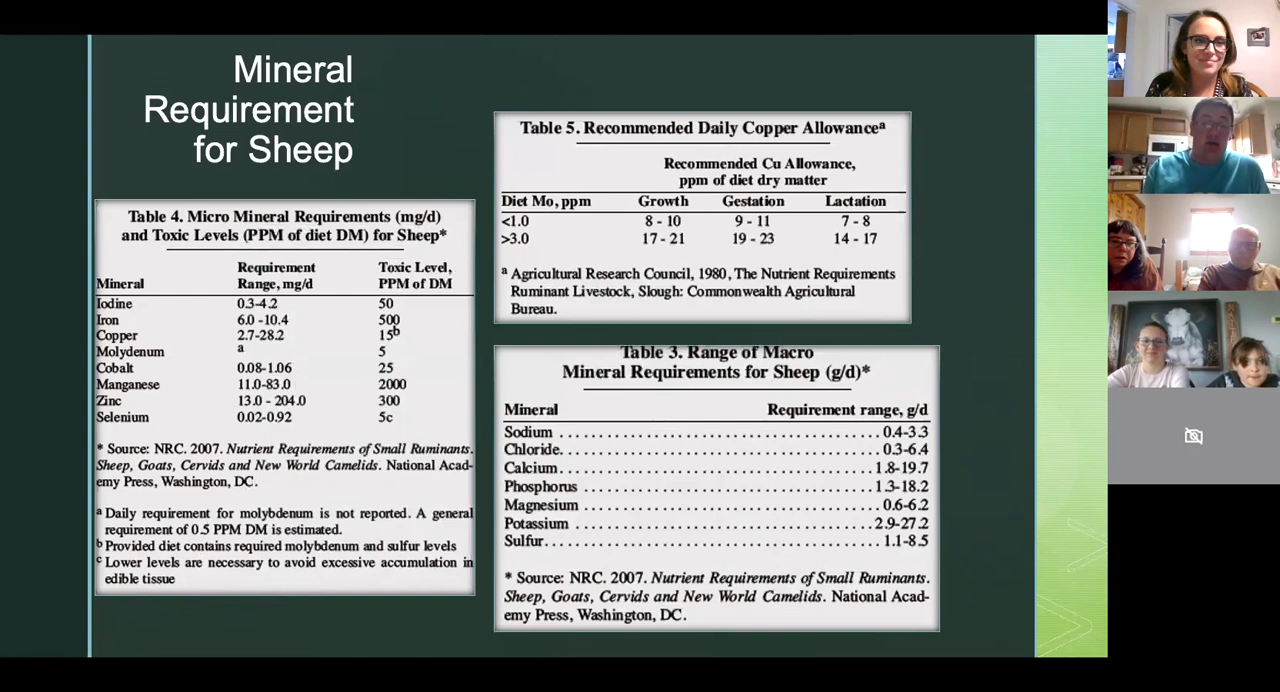 Mineral
Requirement
for Sheep
Table 4. Micro Mineral Requirements (mg/d)
and Toxic Levels (PPM of diet DM) for Sheep*
Mineral Requirement Range, mg/d Toxic Level, PPM of DM
Iodine 0.3-4.2 50
Iron 6.0 -10.4 500
Copper 2.7-28.2 15b
Molydenum a 5
Cobalt 0.08-1.06 25
Manganese 11.0-83.0 2000
Zinc 13.0 - 204.0 300
Selenium 0.02-0.92 5c
* Source: NRC. 2007. Nutrient Requirements of Small Ruminants.
Sheep, Goats, Cervids and New World Camelids. National Acad-
emy Press, Washington, DC.
a Daily requirement for molybdenum is not reported. A general
requirement of 0.5 PPM DM is estimated.
b Provided diet contains required molybdenum and sulfur levels
c Lower levels are necessary to avoid excessive accumulation in
edible tissue
Table 5. Recommended Daily Copper Allowancea
Recommended Cu Allowance,
ppm of diet dry matter
Diet Mo, ppm Growth Gestation Lactation
<1.0 8 - 10 9 - 11 7 - 8
>3.0 17 - 21 19 - 23 14 - 17
a Agricultural Research Council, 1980, The Nutrient Requirements
Ruminant Livestock, Slough: Commonwealth Agricultural
Bureau.
Table 3. Range of Macro
Mineral Requirements for Sheep (g/d)*
Mineral Requirement range, g/d
Sodium 0.4-3.3
Chloride. 0.3-6.4
Calcium 1.8-19.7
Phosphorus 1.3-18.2
Magnesium 0.6-6.2
Potassium 2.9-27.2
Sulfur 1.1-8.5
* Source: NRC. 2007. Nutrient Requirements of Small Ruminants.
Sheep, Goats, Cervids and New World Camelids. National Acad-
emy Press, Washington, DC.